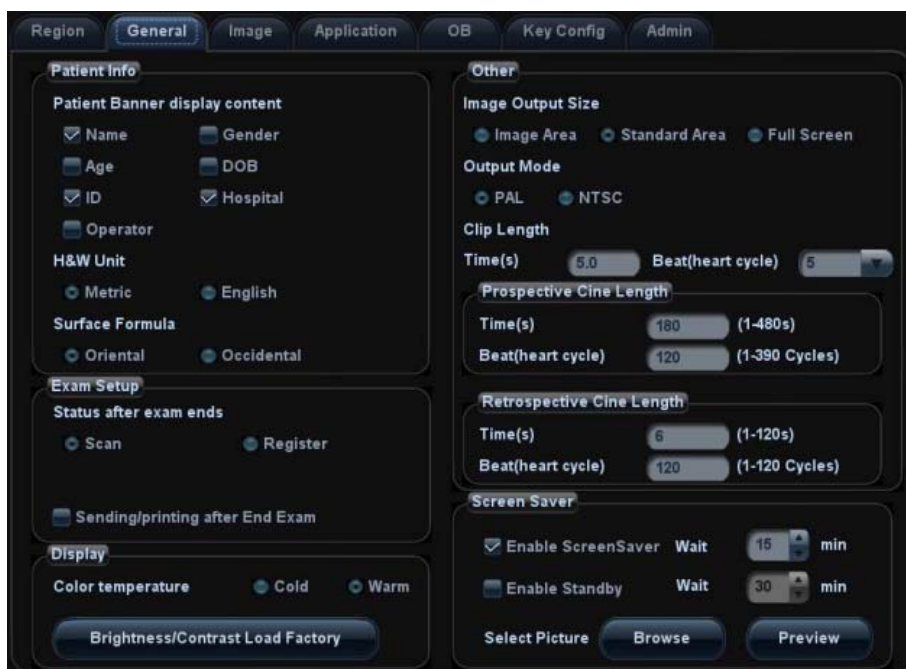 Region General Image Application OB Key Config Admin
Patient Info
Patient Banner display content
Name Gender
Age DOB
ID Hospital
Operator
H&W Unit
Metric English
Surface Formula
Oriental Occidental
Exam Setup
Status after exam ends
Scan Register
Sending/printing after End Exam
Display
Color temperature Cold Warm
Brightness/Contrast Load Factory
Other
Image Output Size
Image Area Standard Area Full Screen
Output Mode
PAL NTSC
Clip Length
Time(s) 5.0 Beat(heart cycle) 5
Prospective Cine Length
Time(s) 180 (1-480s)
Beat(heart cycle) 120 (1-390 Cycles)
Retrospective Cine Length
Time(s) 6 (1-120s)
Beat(heart cycle) 120 (1-120 Cycles)
Screen Saver
Enable ScreenSaver Wait 15 min
Enable Standby Wait 30 min
Select Picture Browse Preview